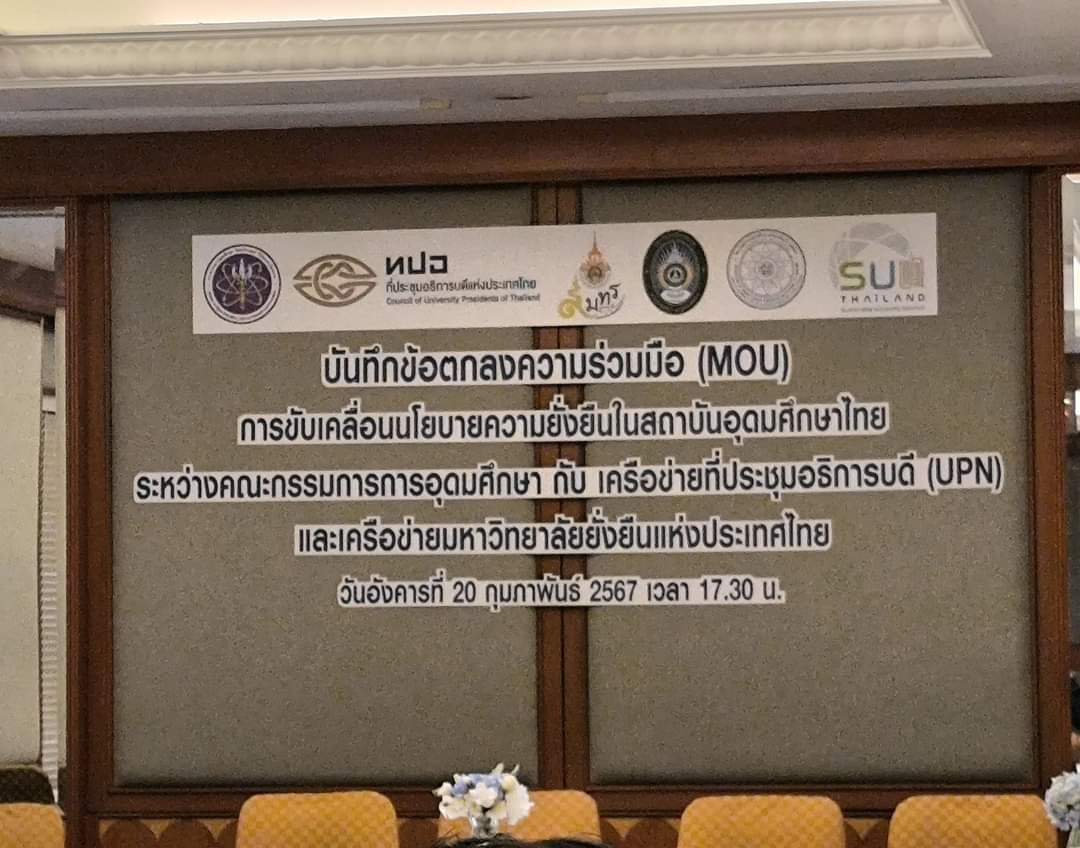 ทปอ
ที่ประชุมอธิการบดีแห่งประเทศไทย
Council of University Presidents of Thailand
๙ มทร
SUN
THAILAND
บันทึกข้อตกลงความร่วมมือ (MOU)
การขับเคลื่อนนโยบายความยั่งยืนในสถาบันอุดมศึกษาไทย
ระหว่างคณะกรรมการการอุดมศึกษา กับ เครือข่ายที่ประชุมอธิการบดี (UPN)
และเครือข่ายมหาวิทยาลัยยั่งยืนแห่งประเทศไทย
วันอังคารที่ 20 กุมภาพันธ์ 2567 เวลา 17.30 น.